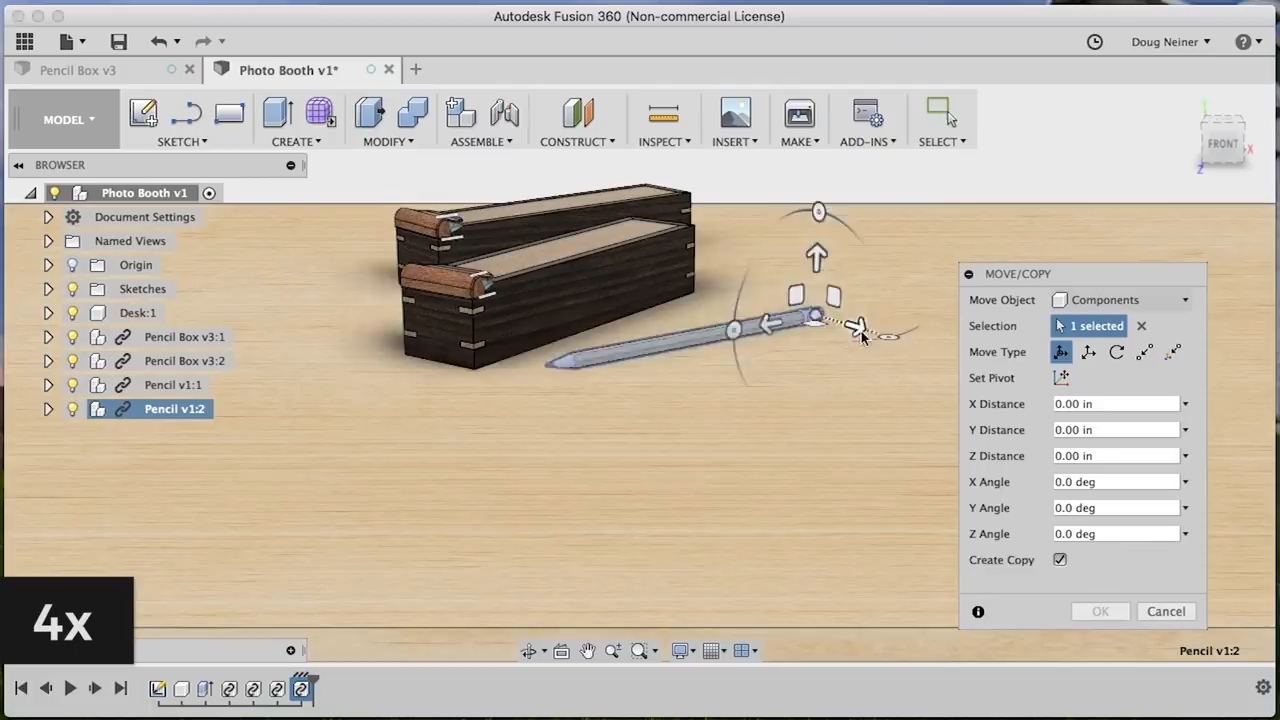 Autodesk Fusion 360 (Non-commercial License)
Doug Neiner
Pencil Box v3
Photo Booth v1*
MODEL
SKETCH
CREATE
MODIFY
ASSEMBLE
CONSTRUCT
INSPECT
INSERT
MAKE
ADD-INS
SELECT
FRONT
Y
X
Z
BROWSER
Photo Booth v1
Document Settings
Named Views
Origin
Sketches
Desk:1
Pencil Box v3:1
Pencil Box v3:2
Pencil v1:1
Pencil v1:2
MOVE/COPY
Move Object Components
Selection 1 selected
Move Type
Set Pivot
X Distance 0.00 in
Y Distance 0.00 in
Z Distance 0.00 in
X Angle 0.0 deg
Y Angle 0.0 deg
Z Angle 0.0 deg
Create Copy
OK Cancel
4x
Pencil v1:2